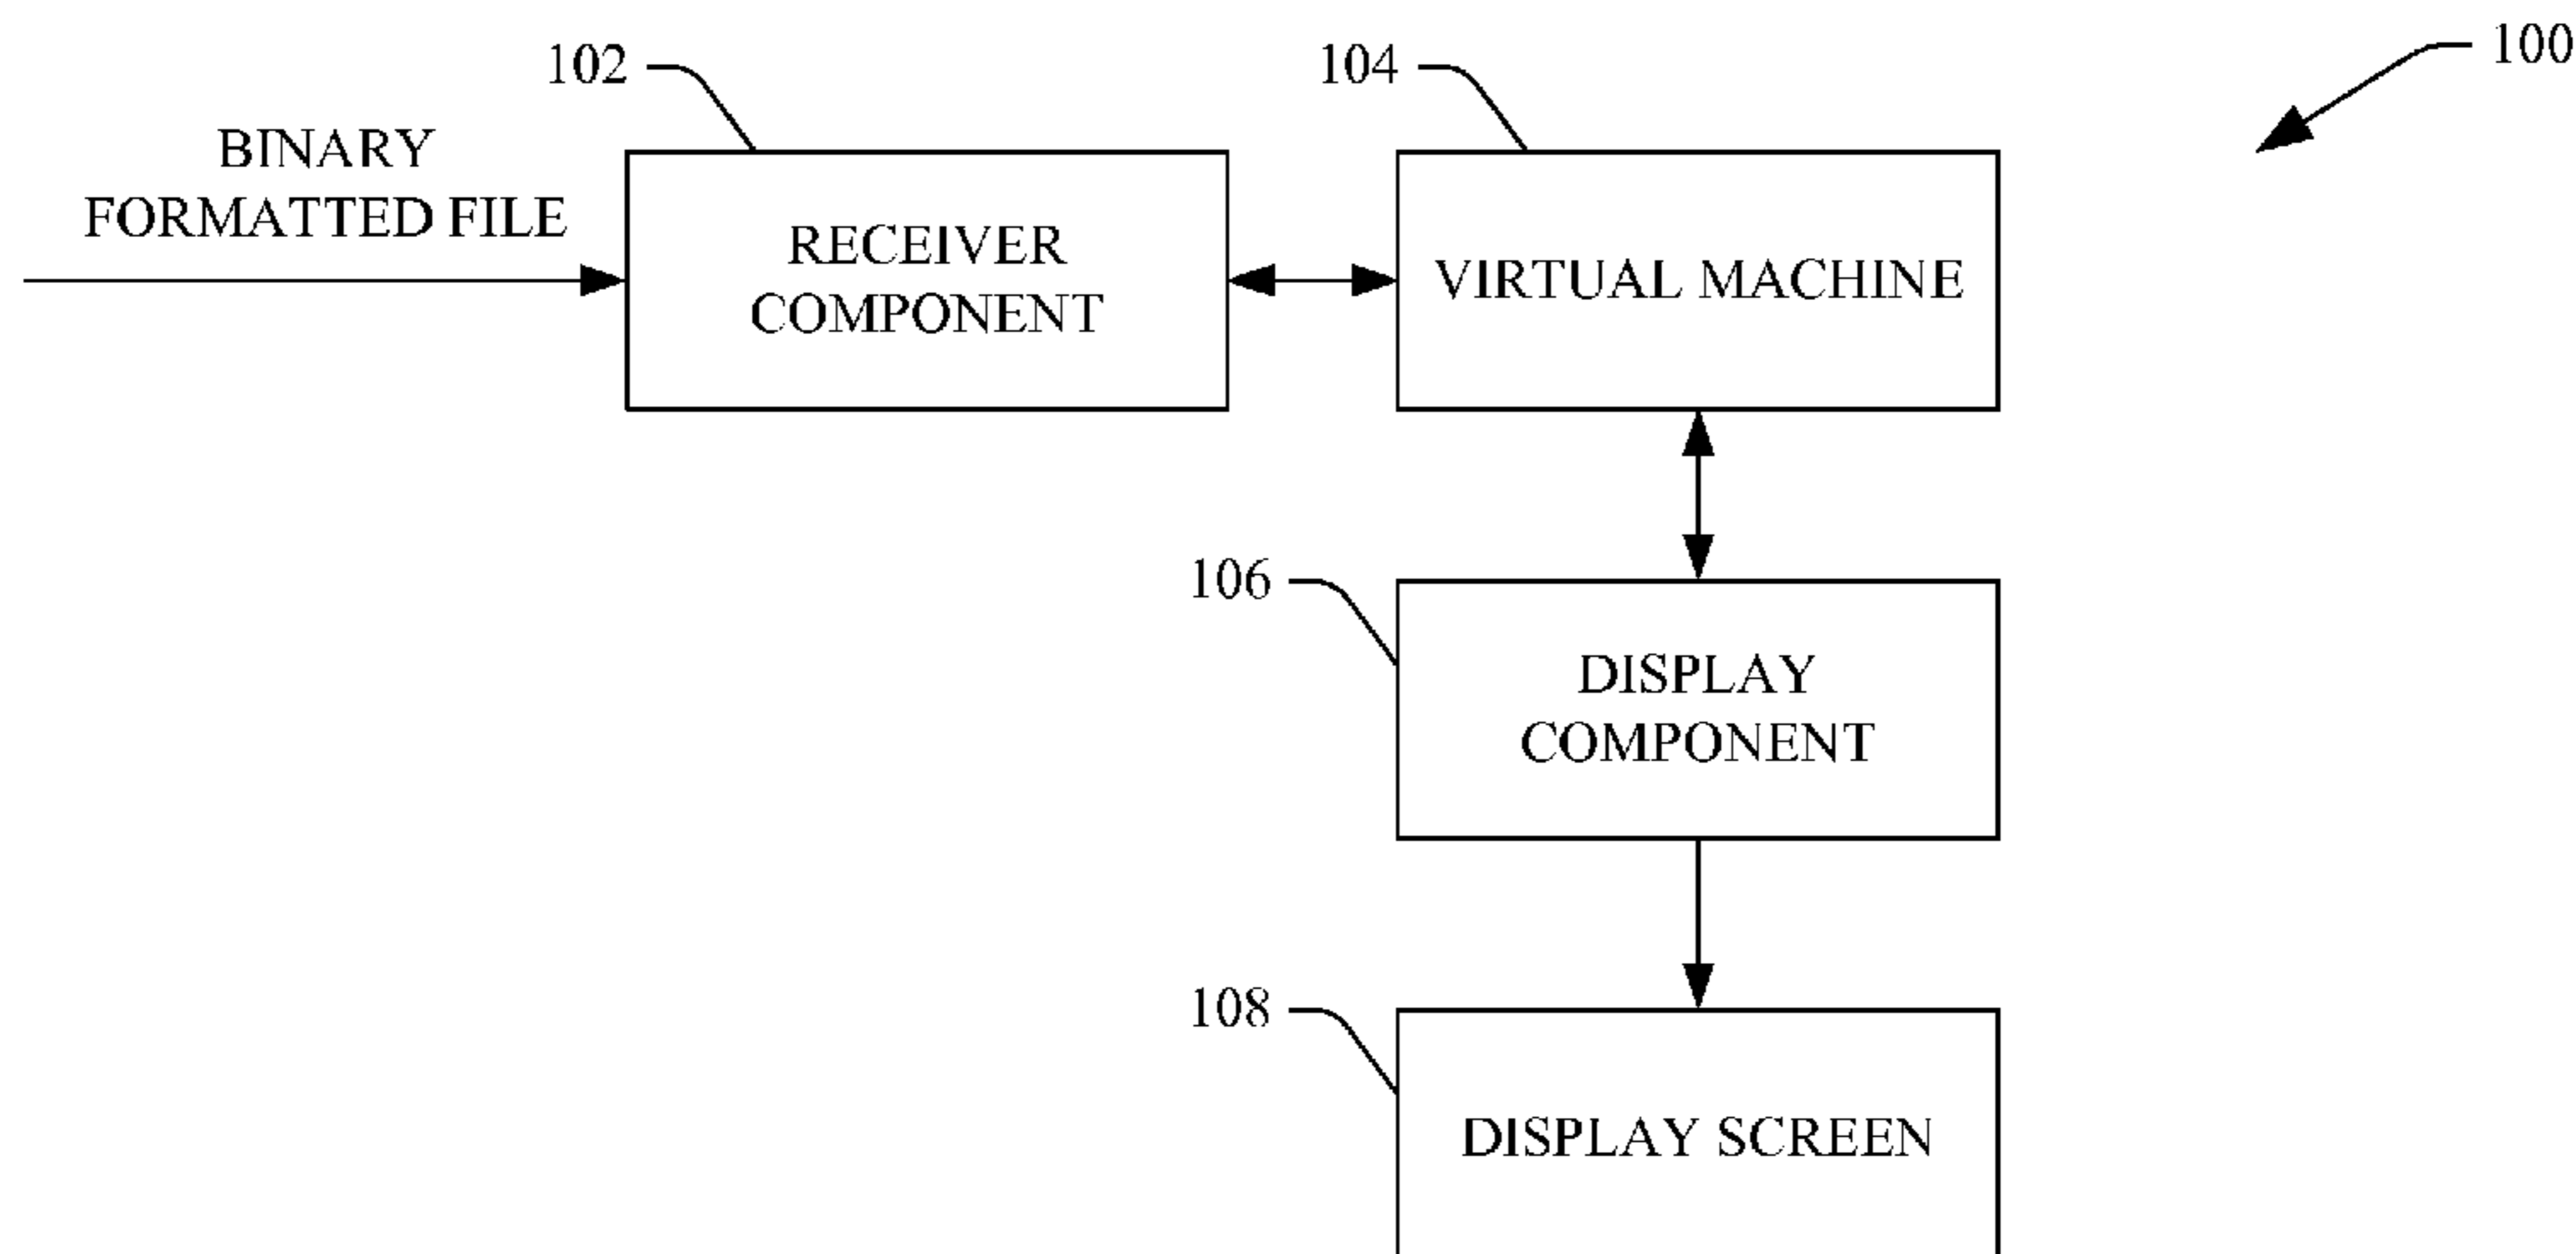 100
102
104
BINARY
FORMATTED FILE
RECEIVER
COMPONENT
VIRTUAL MACHINE
106
DISPLAY
COMPONENT
108
DISPLAY SCREEN